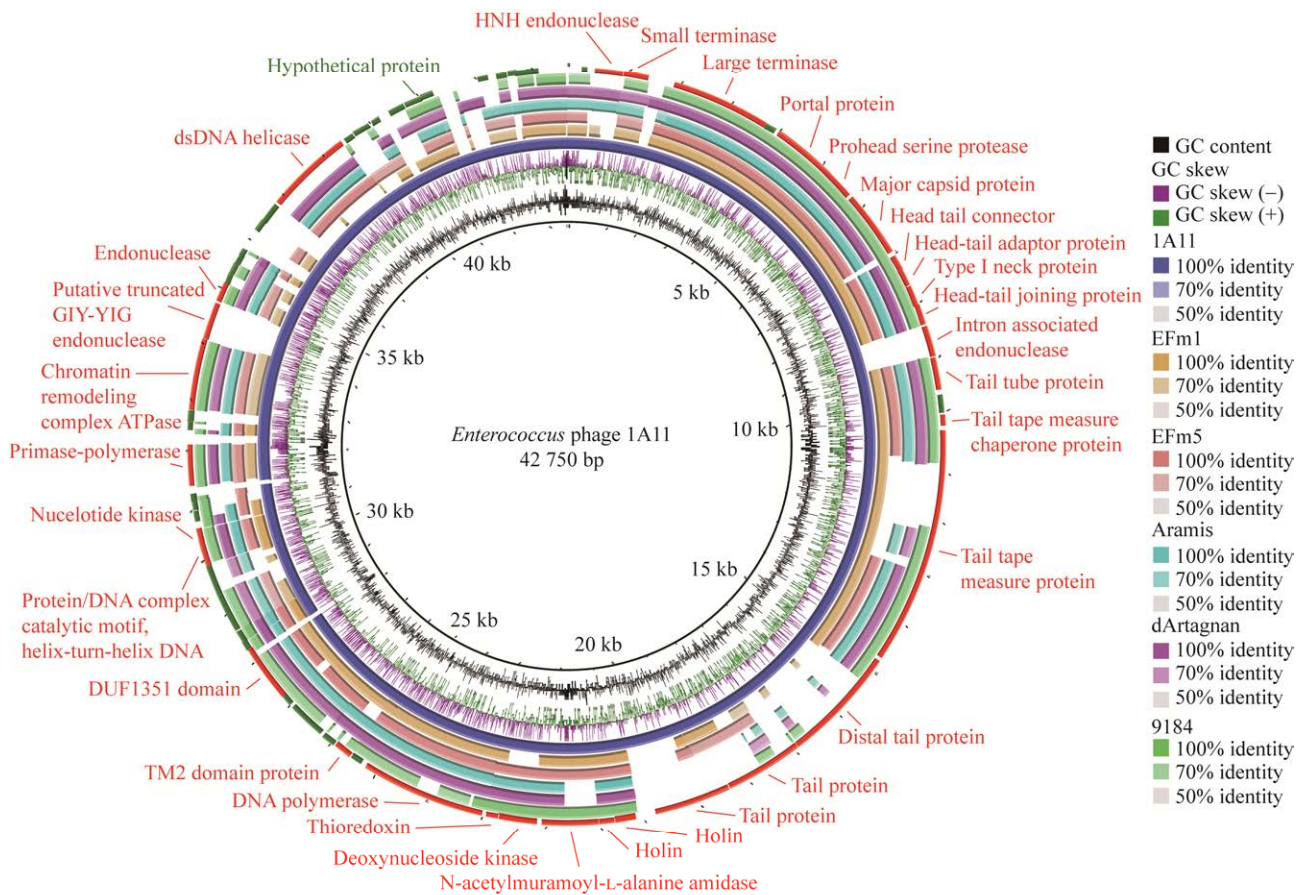 HNH endonuclease
Small terminase
Large terminase
Portal protein
Prohead serine protease
Major capsid protein
Head tail connector
Head-tail adaptor protein
Type I neck protein
Head-tail joining protein
Intron associated
endonuclease
Tail tube protein
Tail tape measure
chaperone protein
Tail tape
measure protein
Distal tail protein
Tail protein
Tail protein
Holin
Holin
N-acetylmuramoyl-L-alanine amidase
Deoxynucleoside kinase
Thioredoxin
DNA polymerase
TM2 domain protein
DUF1351 domain
Protein/DNA complex
catalytic motif,
helix-turn-helix DNA
Nucelotide kinase
Primase-polymerase
Chromatin
remodeling
complex ATPase
Putative truncated
GIY-YIG
endonuclease
Endonuclease
dsDNA helicase
Hypothetical protein
5 kb
10 kb
15 kb
20 kb
25 kb
30 kb
35 kb
40 kb
Enterococcus phage 1A11
42 750 bp
GC content
GC skew
GC skew (−)
GC skew (+)
1A11
100% identity
70% identity
50% identity
EFm1
100% identity
70% identity
50% identity
EFm5
100% identity
70% identity
50% identity
Aramis
100% identity
70% identity
50% identity
dArtagnan
100% identity
70% identity
50% identity
9184
100% identity
70% identity
50% identity